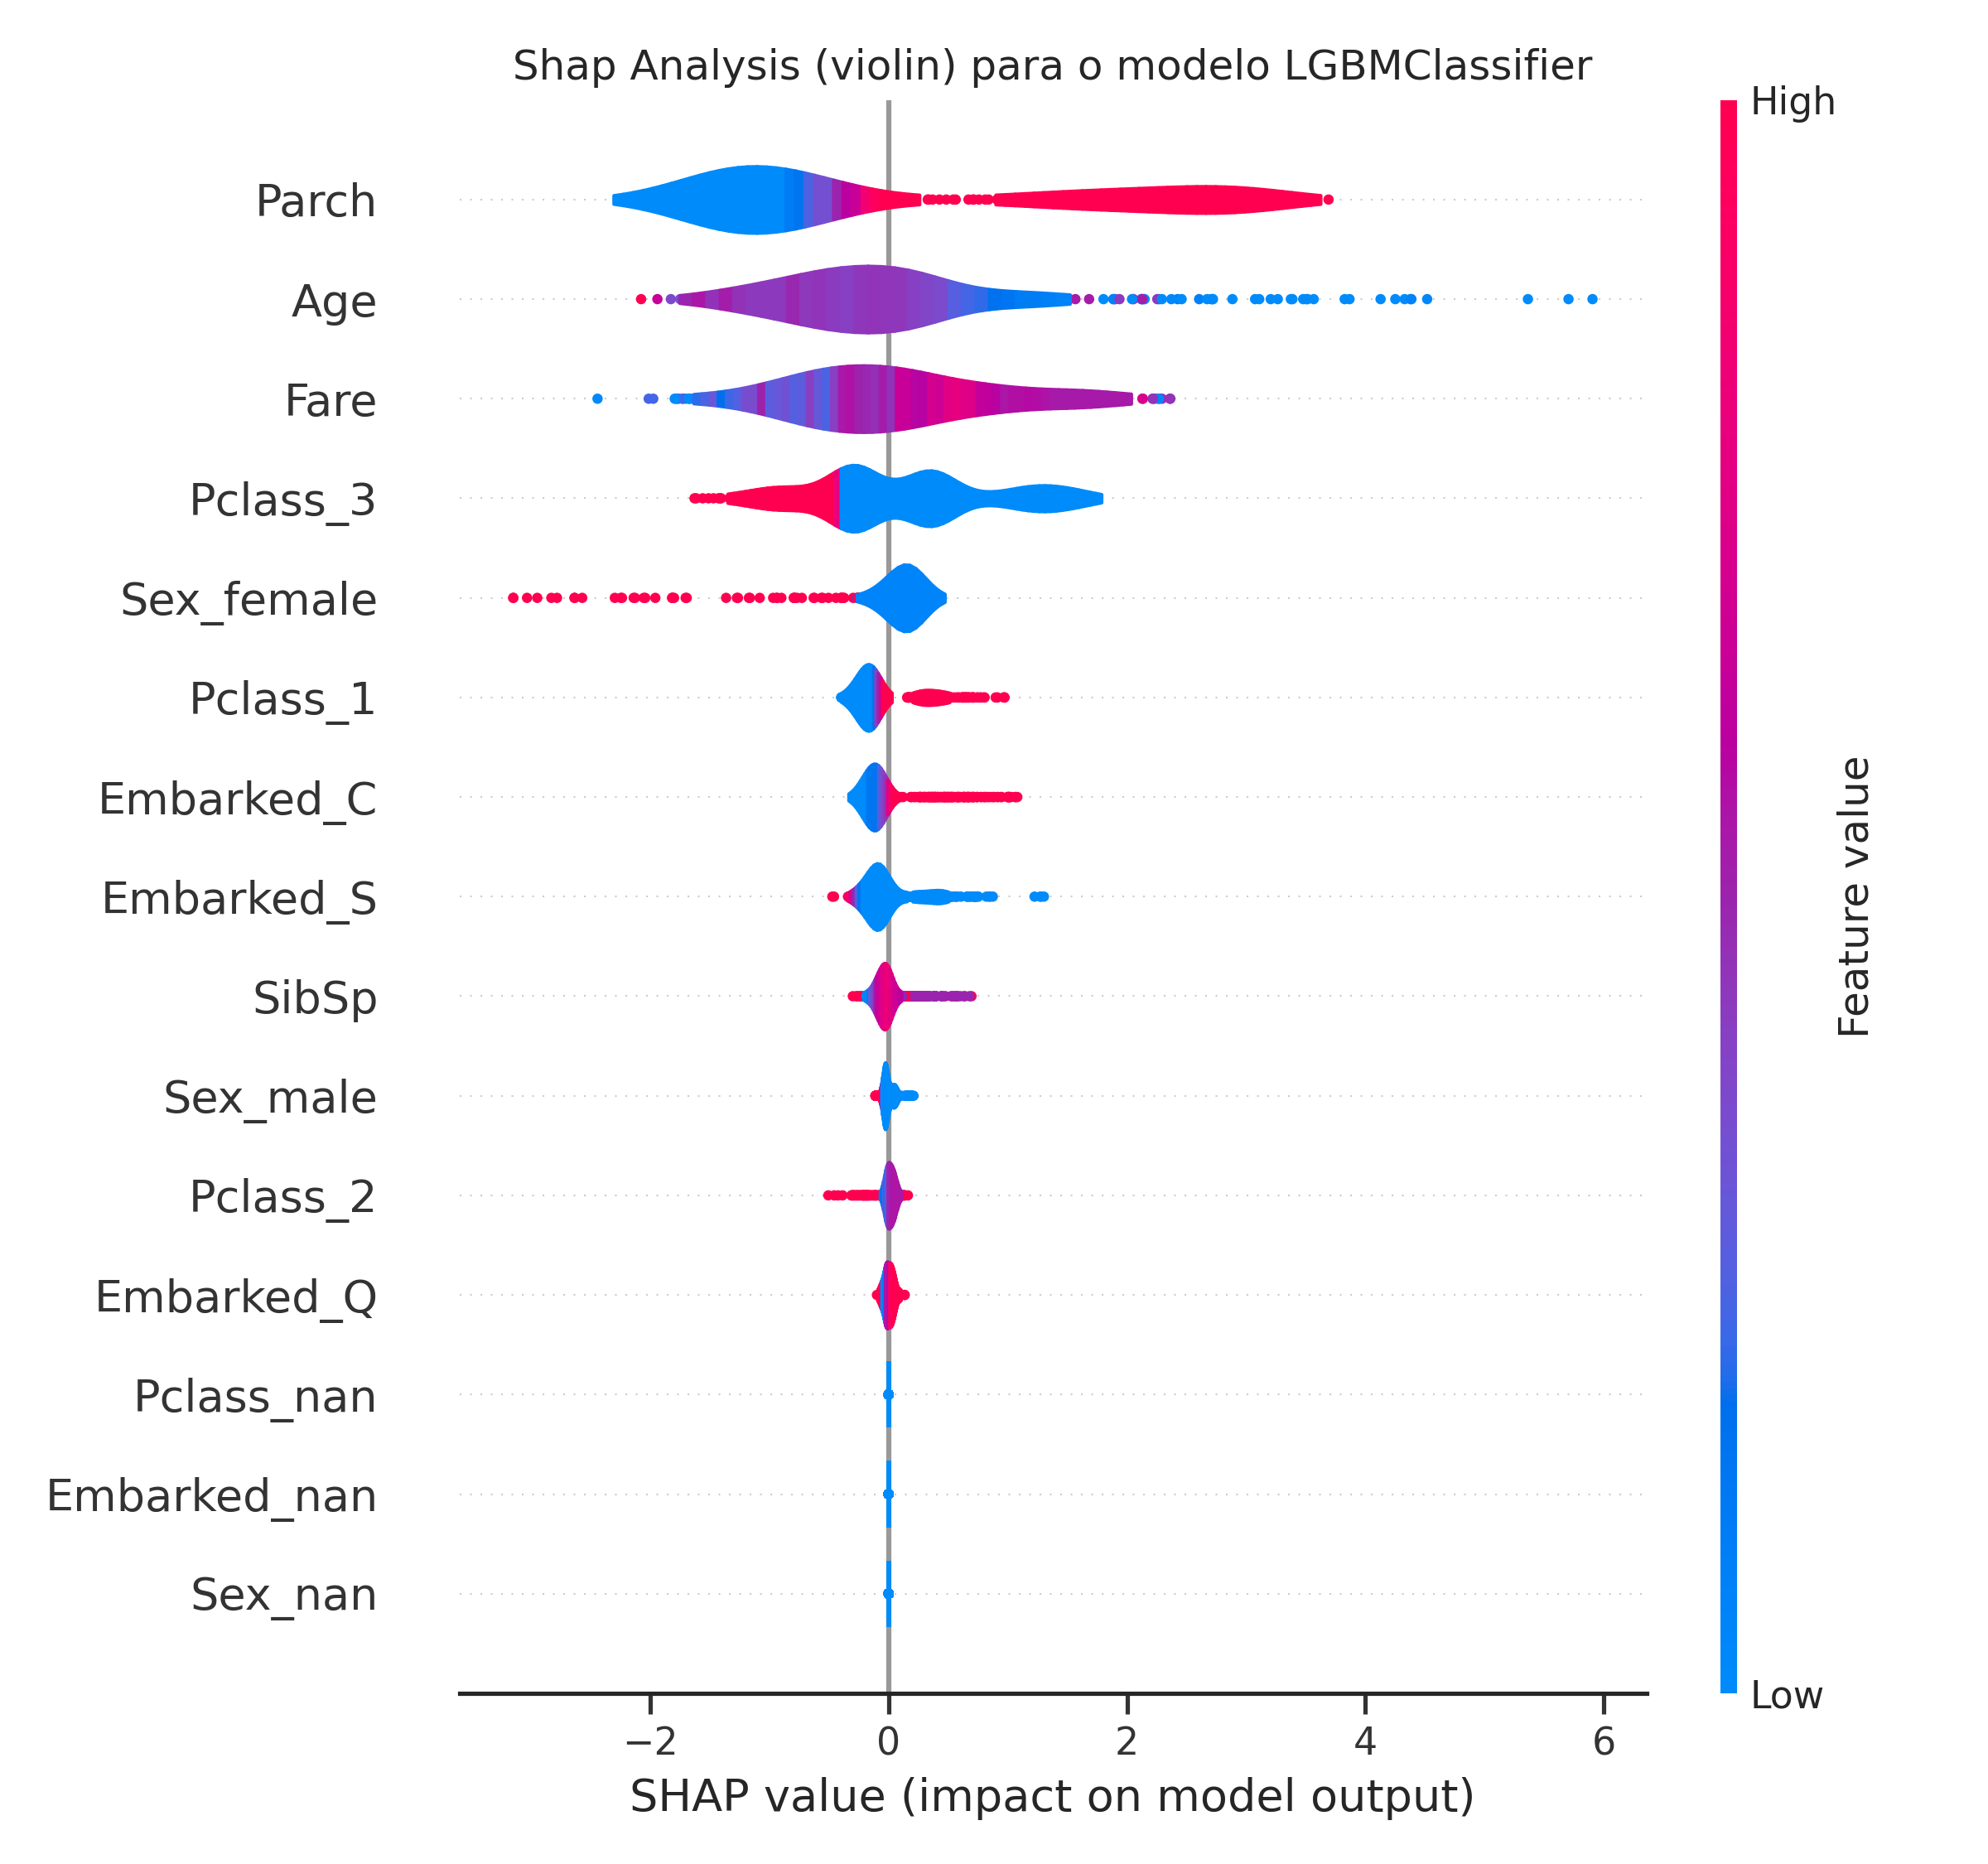 Shap Analysis (violin) para o modelo LGBMClassifier
High
Parch
Age
Fare
Pclass_3
Sex_female
Pclass_1
Embarked_C
Embarked_S
SibSp
Sex_male
Pclass_2
Embarked_Q
Pclass_nan
Embarked_nan
Sex_nan
Feature value
Low
−2 0 2 4 6
SHAP value (impact on model output)